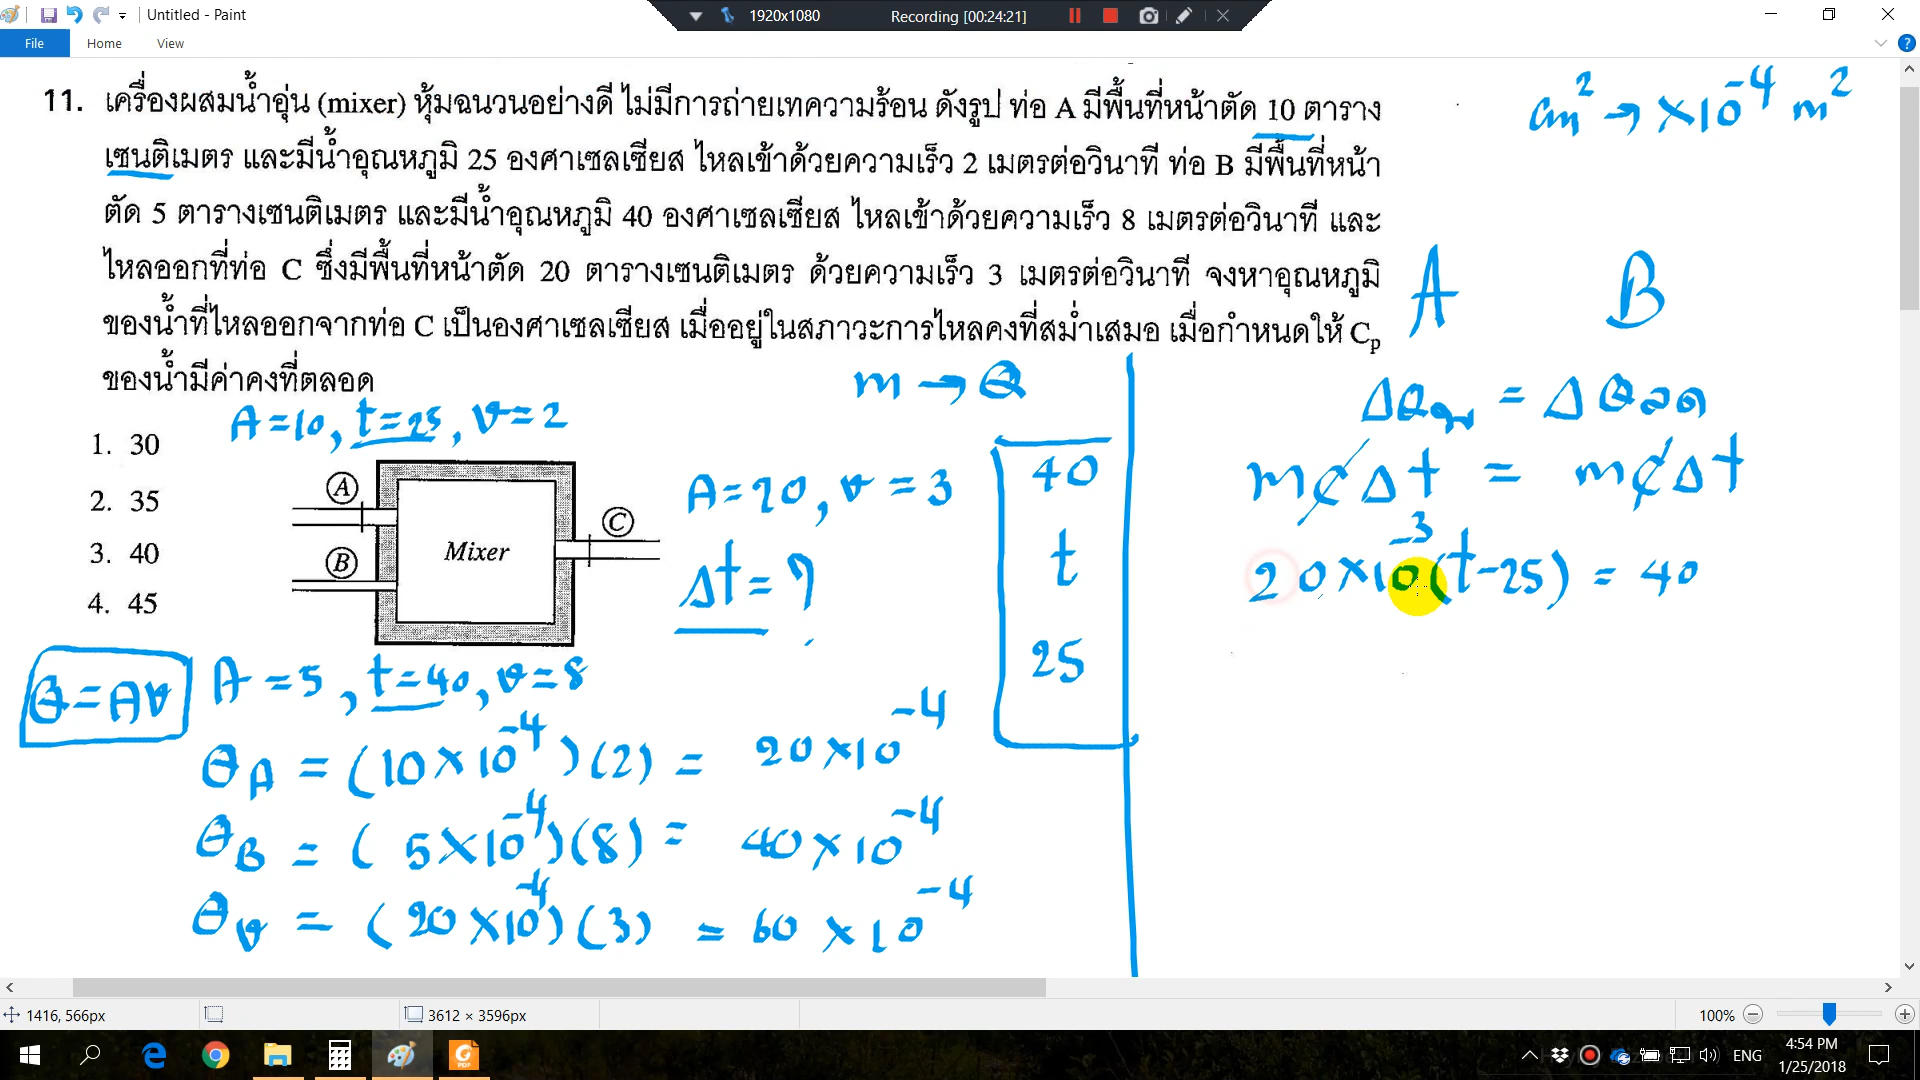 Untitled - Paint
1920x1080
Recording [00:24:21]
File
Home
View
11. เครื่องผสมน้ำอุ่น (mixer) หุ้มฉนวนอย่างดี ไม่มีการถ่ายเทความร้อน ดังรูป ท่อ A มีพื้นที่หน้าตัด 10 ตาราง
เซนติเมตร และมีน้ำอุณหภูมิ 25 องศาเซลเซียส ไหลเข้าด้วยความเร็ว 2 เมตรต่อวินาที ท่อ B มีพื้นที่หน้า
ตัด 5 ตารางเซนติเมตร และมีน้ำอุณหภูมิ 40 องศาเซลเซียส ไหลเข้าด้วยความเร็ว 8 เมตรต่อวินาที และ
ไหลออกที่ท่อ C ซึ่งมีพื้นที่หน้าตัด 20 ตารางเซนติเมตร ด้วยความเร็ว 3 เมตรต่อวินาที จงหาอุณหภูมิ
ของน้ำที่ไหลออกจากท่อ C เป็นองศาเซลเซียส เมื่ออยู่ในสภาวะการไหลคงที่สม่ำเสมอ เมื่อกำหนดให้ Cp
ของน้ำมีค่าคงที่ตลอด
1. 30
2. 35
3. 40
4. 45
A=10, t=25, v=2
A
B
Mixer
C
A=20, v=3
Δt=?
m → Q
40
t
25
Q=AV
A=5, t=40, v=8
Q_A = (10×10⁻⁴)(2) = 20×10⁻⁴
Q_B = (5×10⁻⁴)(8) = 40×10⁻⁴
Q_v = (20×10⁻⁴)(3) = 60×10⁻⁴
cm² → ×10⁻⁴ m²
A B
ΔQ = ΔQลด
mcΔt = mcΔt
20×10⁻³(t-25) = 40
1416, 566px
3612 × 3596px
100%
ENG
4:54 PM
1/25/2018